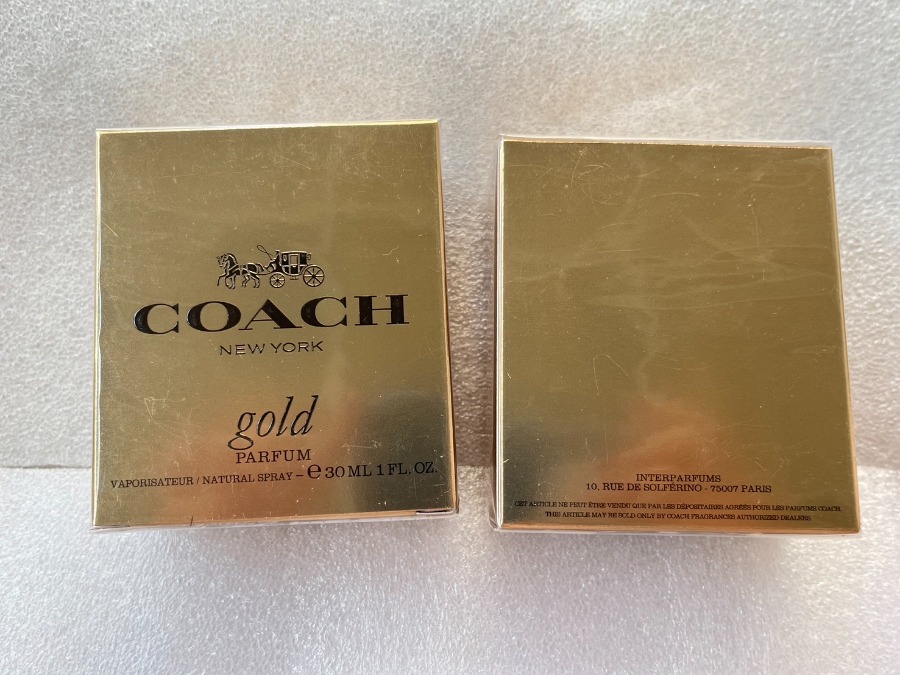 COACH
NEW YORK
gold
PARFUM
VAPORISATEUR / NATURAL SPRAY – ℮ 30 ML 1 FL. OZ.
INTERPARFUMS
10, RUE DE SOLFÉRINO - 75007 PARIS
CET ARTICLE NE PEUT ÊTRE VENDU QUE PAR LES DÉPOSITAIRES AGRÉÉS POUR LES PARFUMS COACH.
THIS ARTICLE MAY BE SOLD ONLY BY COACH FRAGRANCES AUTHORIZED DEALERS.